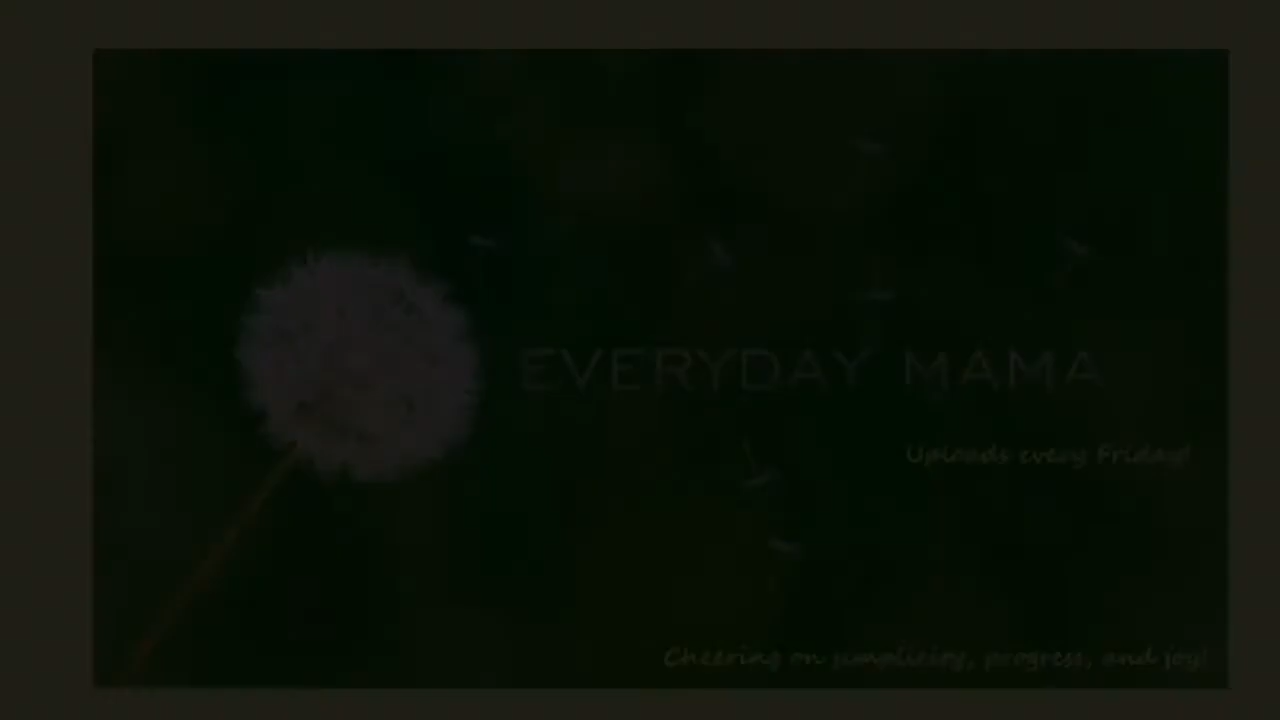 EVERYDAY MAMA
Uploads every Friday!
Cheering on simplicity, progress, and joy!